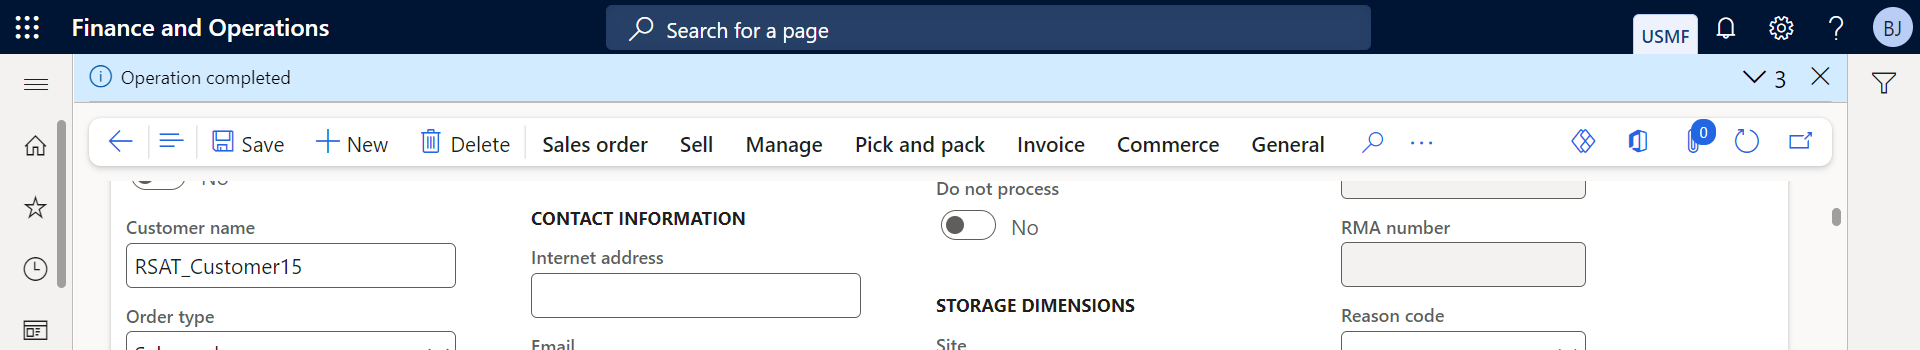 Finance and Operations
Search for a page
USMF
BJ
Operation completed
3
Save
New
Delete
Sales order
Sell
Manage
Pick and pack
Invoice
Commerce
General
0
No
Customer name
RSAT_Customer15
Order type
CONTACT INFORMATION
Internet address
Email
Do not process
No
STORAGE DIMENSIONS
Site
RMA number
Reason code